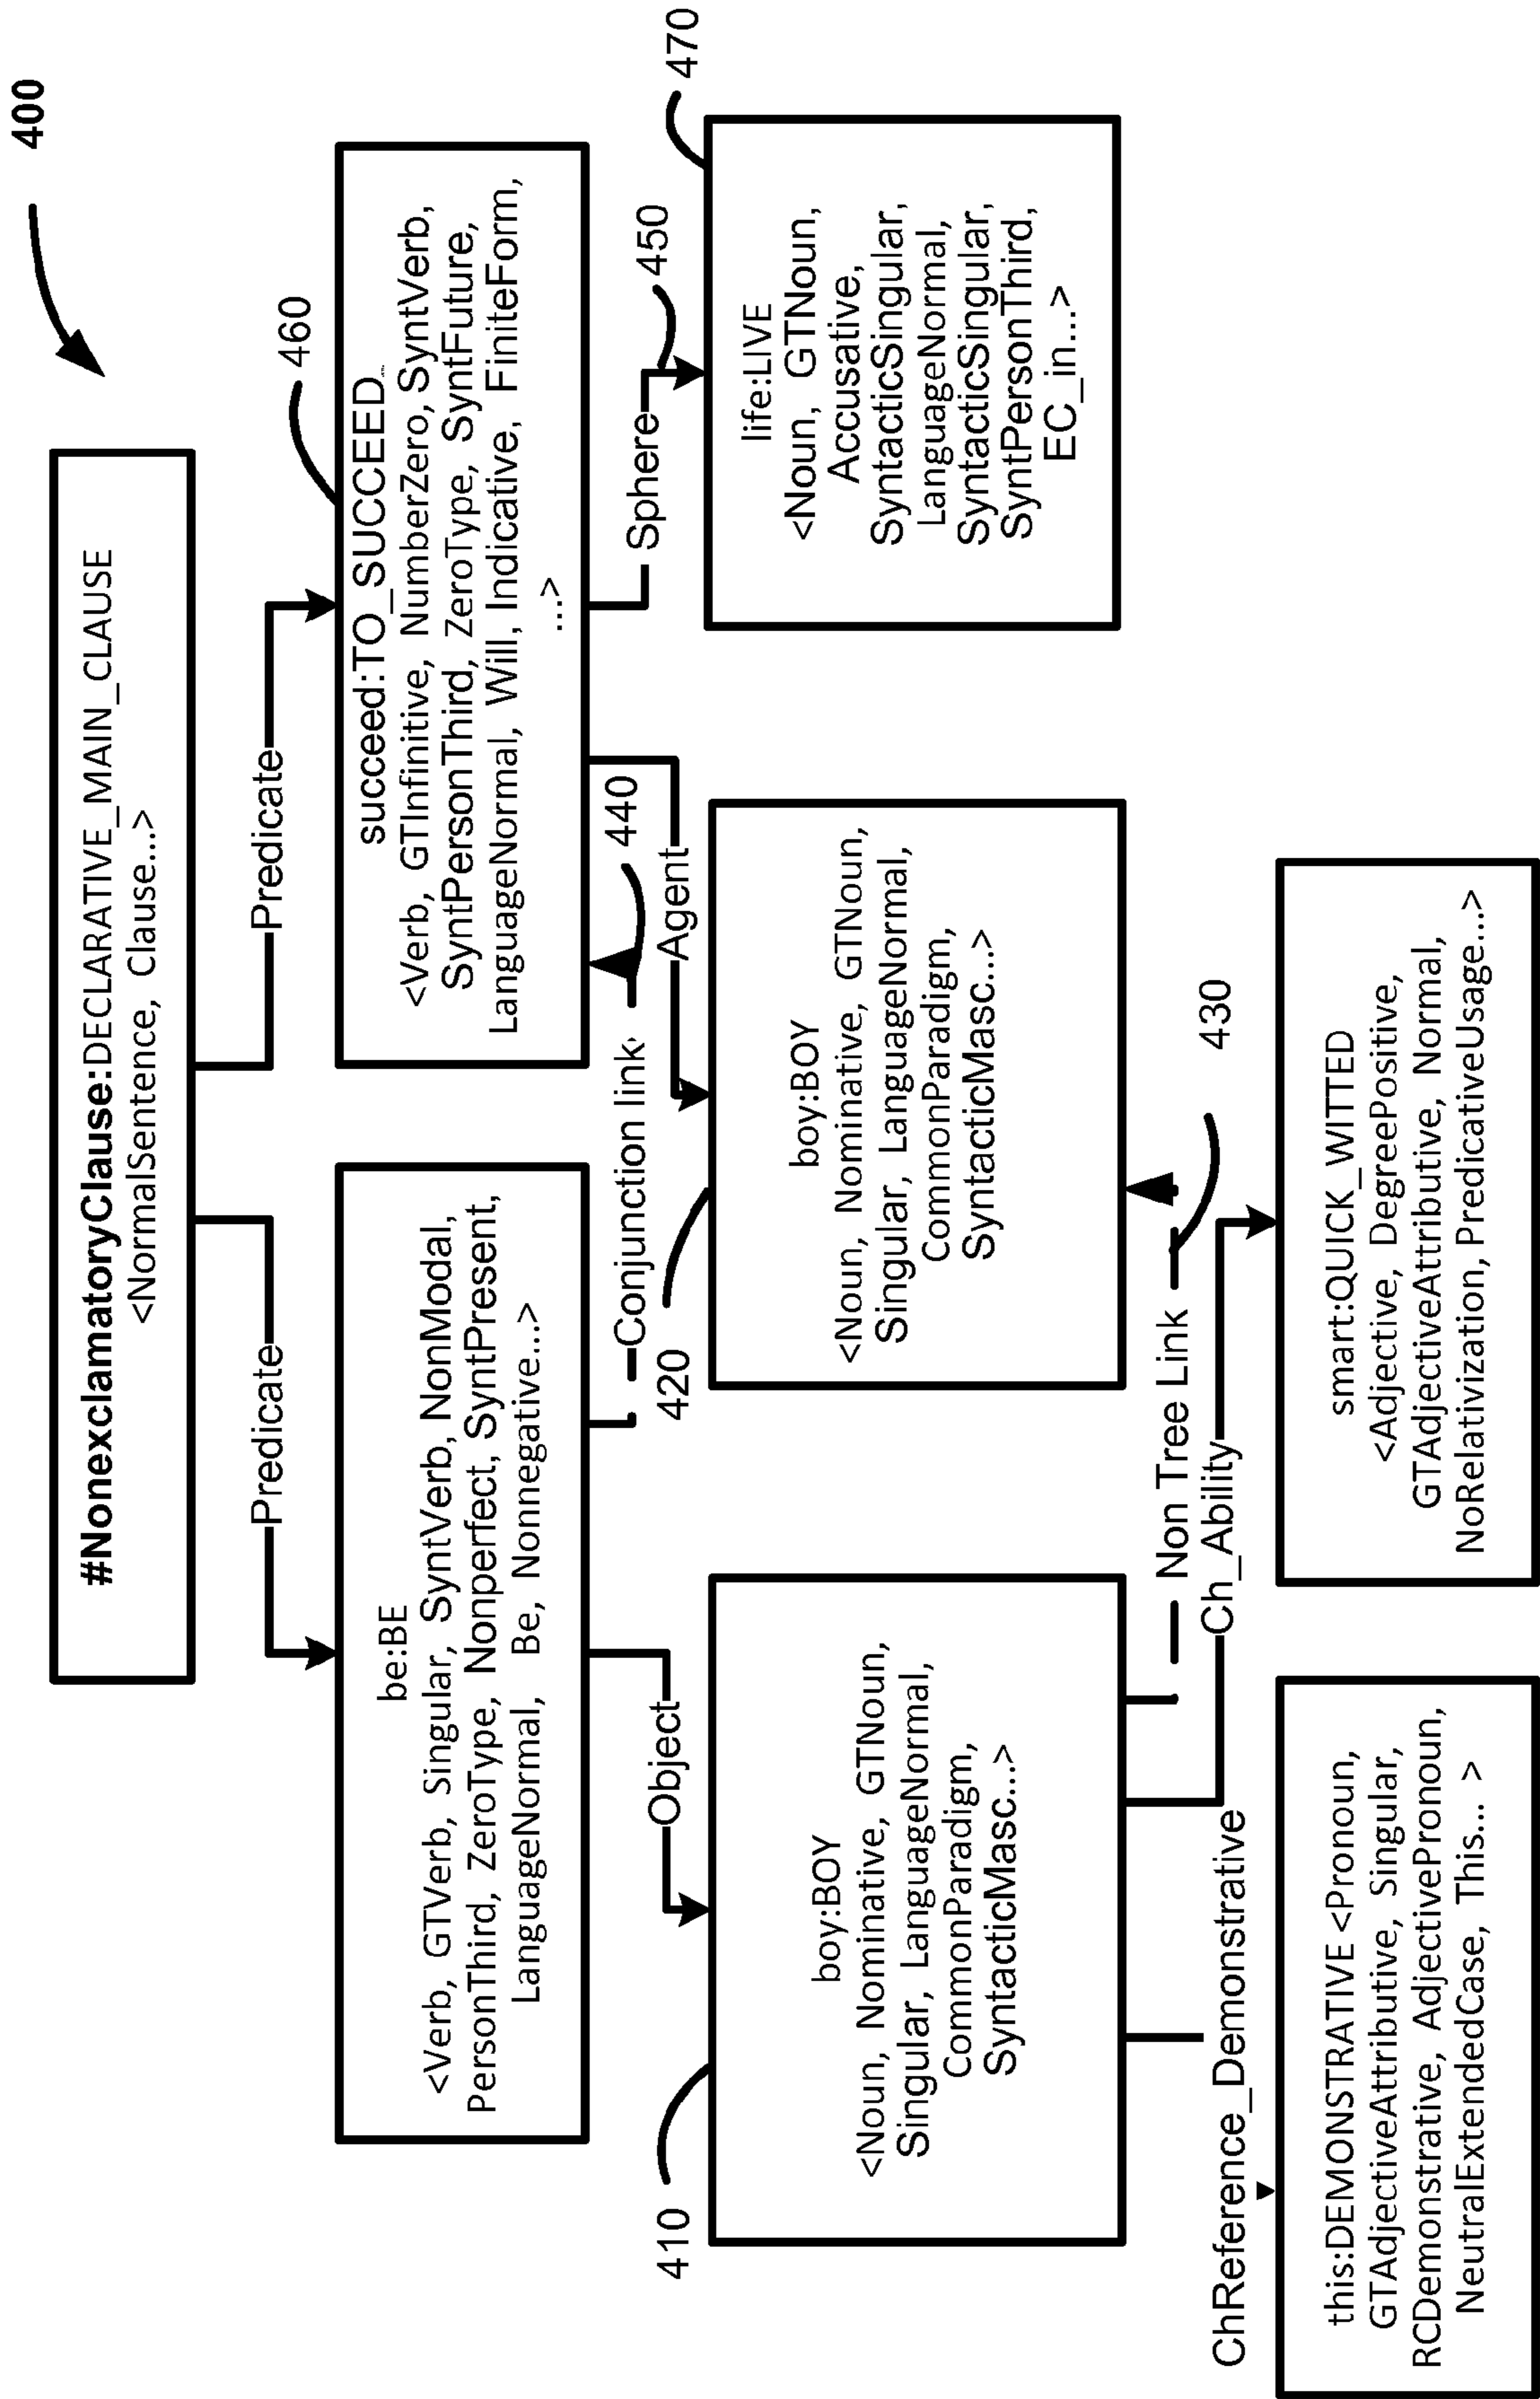 400
#NonexclamatoryClause:DECLARATIVE_MAIN_CLAUSE
<NormalSentence, Clause...>
Predicate
Predicate
be:BE
<Verb, GTVerb, Singular, SyntVerb, NonModal,
PersonThird, ZeroType, Nonperfect, SyntPresent,
LanguageNormal, Be, Nonnegative...>
460
succeed:TO_SUCCEED
<Verb, GTInfinitive, NumberZero, SyntVerb,
SyntPersonThird, ZeroType, SyntFuture,
LanguageNormal, Will, Indicative, FiniteForm,
...>
410
Object
420
Conjunction link
440
Agent
Sphere
450
470
boy:BOY
<Noun, Nominative, GTNoun,
Singular, LanguageNormal,
CommonParadigm,
SyntacticMasc...>
boy:BOY
<Noun, Nominative, GTNoun,
Singular, LanguageNormal,
CommonParadigm,
SyntacticMasc...>
life:LIVE
<Noun, GTNoun,
Accusative,
SyntacticSingular,
LanguageNormal,
SyntacticSingular,
SyntPersonThird,
EC_in...>
ChReference_Demonstrative
Non Tree Link
Ch_Ability
430
this:DEMONSTRATIVE <Pronoun,
GTAdjectiveAttributive, Singular,
RCDemonstrative, AdjectivePronoun,
NeutralExtendedCase, This... >
smart:QUICK_WITTED
<Adjective, DegreePositive,
GTAdjectiveAttributive, Normal,
NoRelativization, PredicativeUsage...>